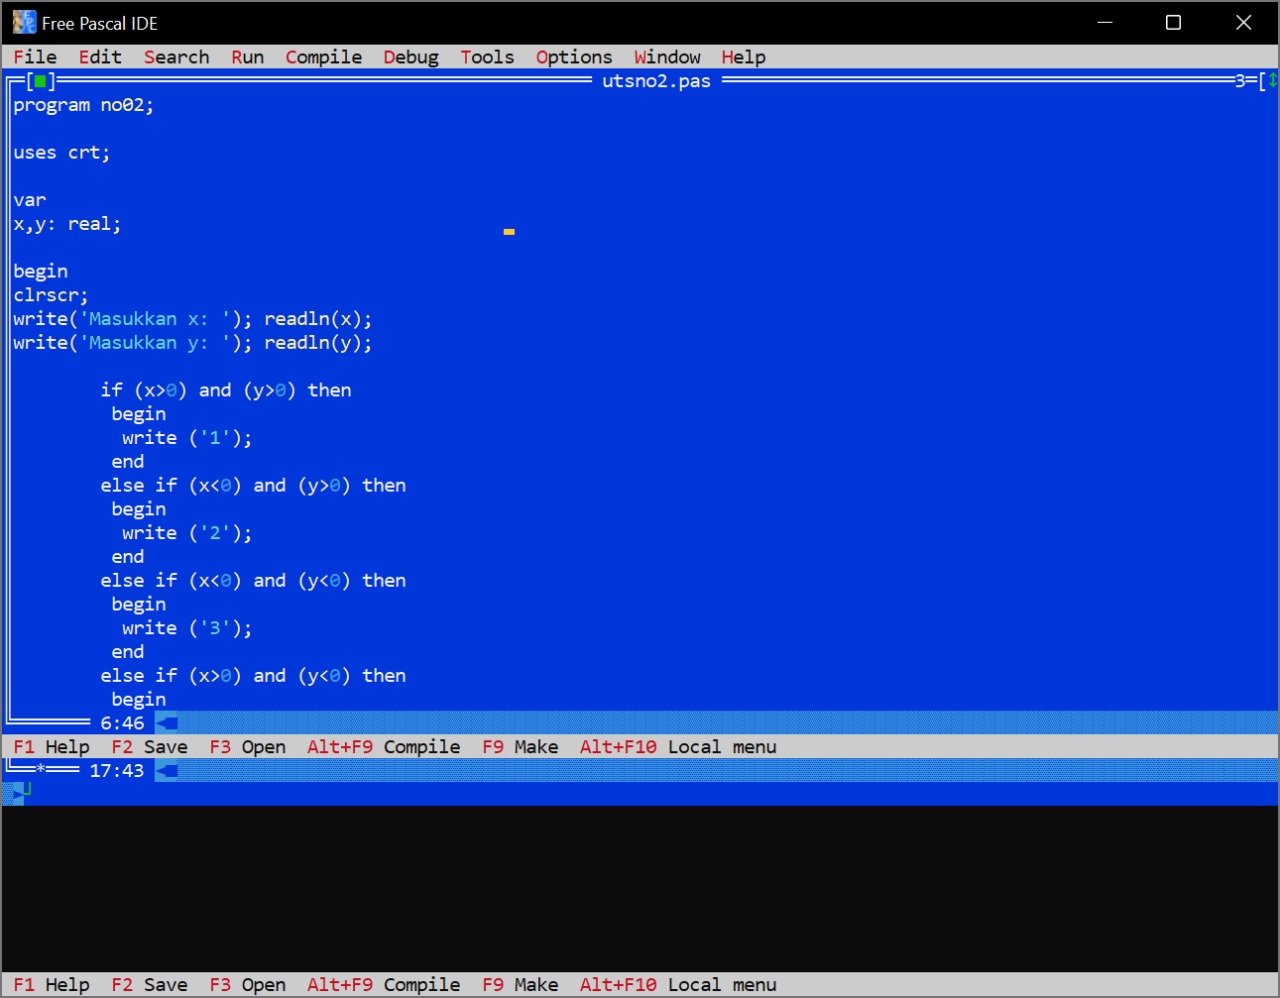 Free Pascal IDE
File Edit Search Run Compile Debug Tools Options Window Help
[■] utsno2.pas 3=[↕
program no02;
uses crt;
var
x,y: real;
begin
clrscr;
write('Masukkan x: '); readln(x);
write('Masukkan y: '); readln(y);
if (x>0) and (y>0) then
begin
write ('1');
end
else if (x<0) and (y>0) then
begin
write ('2');
end
else if (x<0) and (y<0) then
begin
write ('3');
end
else if (x>0) and (y<0) then
begin
6:46
F1 Help F2 Save F3 Open Alt+F9 Compile F9 Make Alt+F10 Local menu
* 17:43
F1 Help F2 Save F3 Open Alt+F9 Compile F9 Make Alt+F10 Local menu